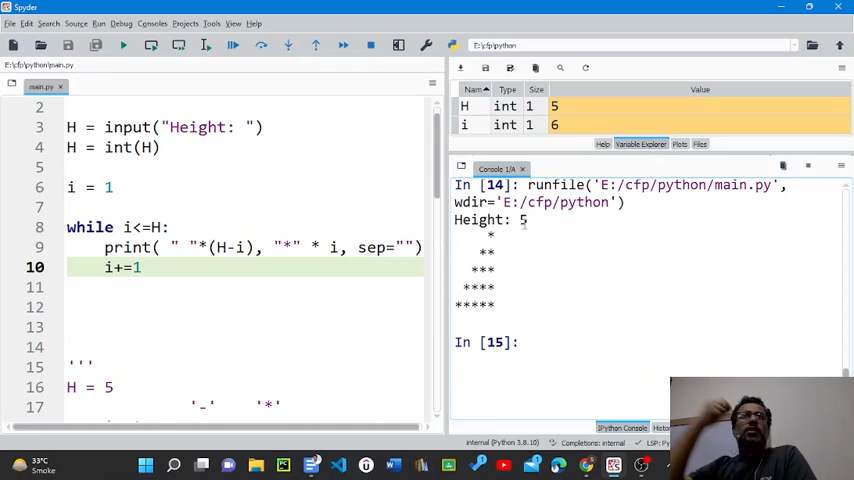 Spyder
File Edit Search Source Run Debug Consoles Projects Tools View Help
E:\cfp\python
E:\cfp\python\main.py
main.py
2
3 H = input("Height: ")
4 H = int(H)
5
6 i = 1
7
8 while i<=H:
9 print( " "*(H-i), "*" * i, sep="")
10 i+=1
11
12
13
14
15 '''
16 H = 5
17 '-' '*'
Nam Type Size Value
H int 1 5
i int 1 6
Help Variable Explorer Plots Files
Console 1/A
In [14]: runfile('E:/cfp/python/main.py',
wdir='E:/cfp/python')
Height: 5
*
**
***
****
*****
In [15]:
IPython Console Histor
internal (Python 3.8.10) Completions: internal LSP: Py
33°C
Smoke